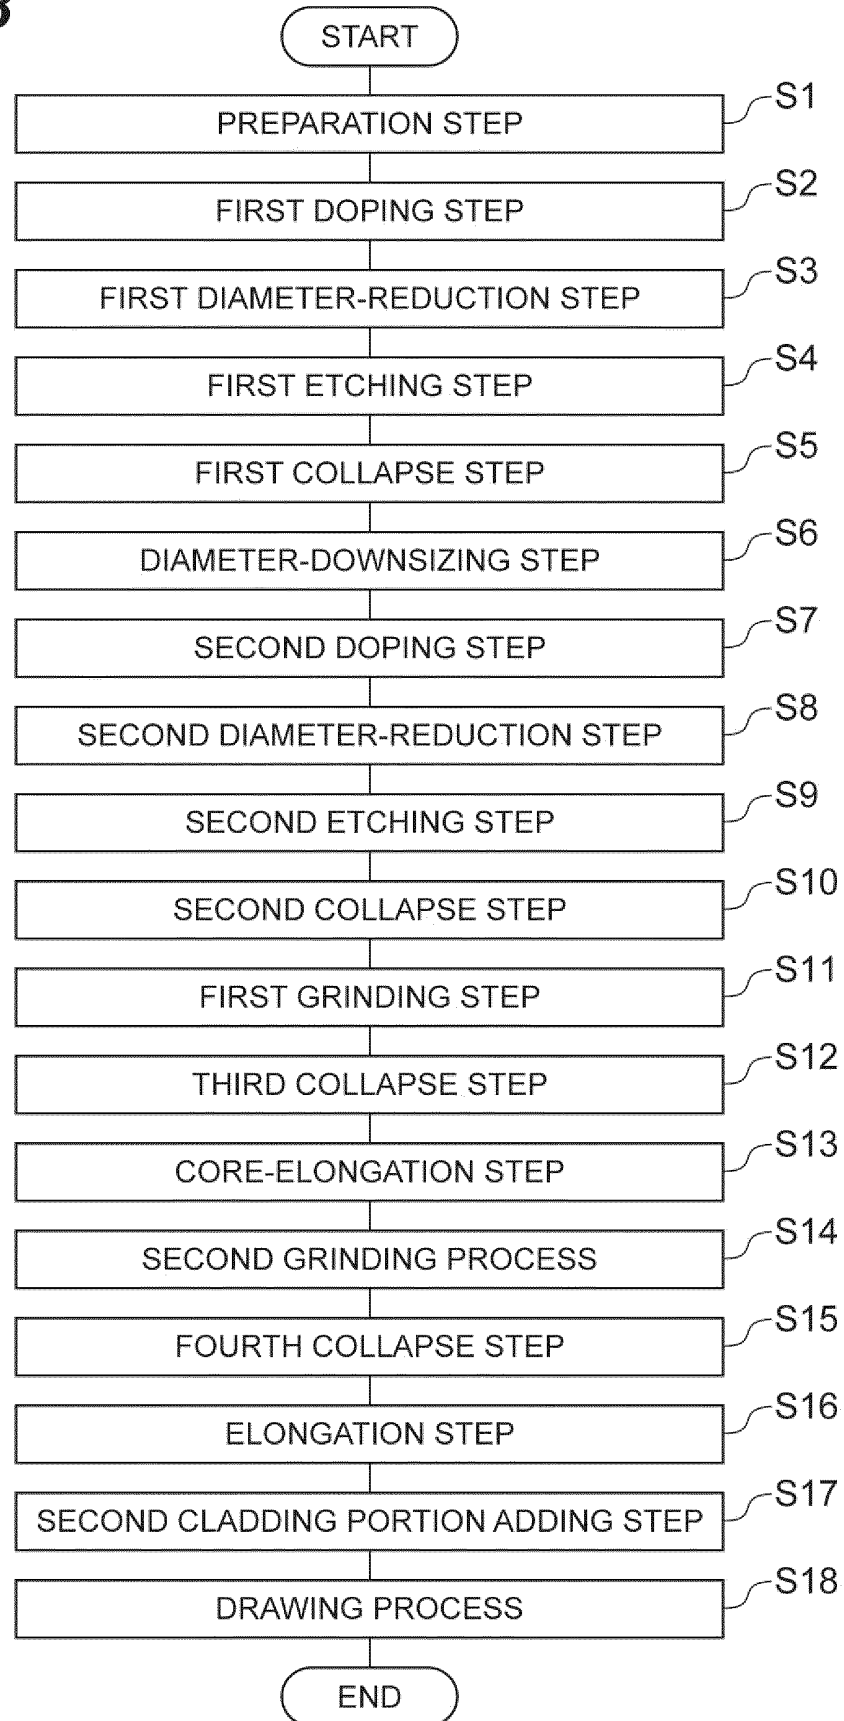 START
PREPARATION STEP S1
FIRST DOPING STEP S2
FIRST DIAMETER-REDUCTION STEP S3
FIRST ETCHING STEP S4
FIRST COLLAPSE STEP S5
DIAMETER-DOWNSIZING STEP S6
SECOND DOPING STEP S7
SECOND DIAMETER-REDUCTION STEP S8
SECOND ETCHING STEP S9
SECOND COLLAPSE STEP S10
FIRST GRINDING STEP S11
THIRD COLLAPSE STEP S12
CORE-ELONGATION STEP S13
SECOND GRINDING PROCESS S14
FOURTH COLLAPSE STEP S15
ELONGATION STEP S16
SECOND CLADDING PORTION ADDING STEP S17
DRAWING PROCESS S18
END